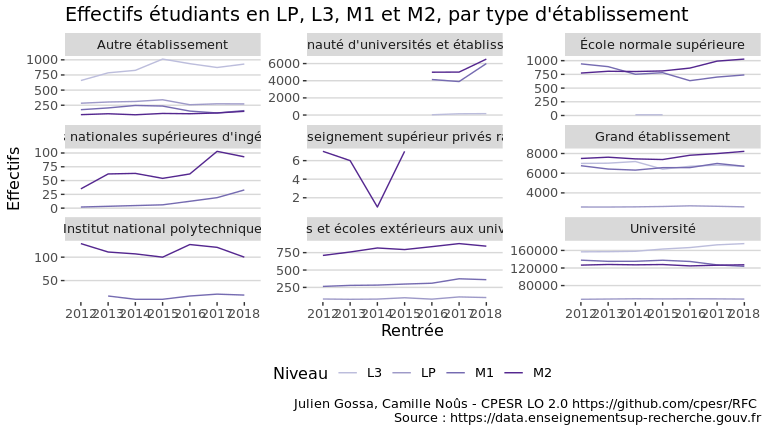 Effectifs étudiants en LP, L3, M1 et M2, par type d'établissement
Autre établissement
nauté d'universités et établiss
École normale supérieure
1000
750
500
250
6000
4000
2000
0
1000
750
500
250
0
nationales supérieures d'ingé
seignement supérieur privés ra
Grand établissement
100
75
50
25
0
6
4
2
8000
6000
4000
Institut national polytechnique
s et écoles extérieurs aux univ
Université
100
50
750
500
250
160000
120000
80000
2012 2013 2014 2015 2016 2017 2018
2012 2013 2014 2015 2016 2017 2018
2012 2013 2014 2015 2016 2017 2018
Effectifs
Rentrée
Niveau L3 LP M1 M2
Julien Gossa, Camille Noûs - CPESR LO 2.0 https://github.com/cpesr/RFC
Source : https://data.enseignementsup-recherche.gouv.fr